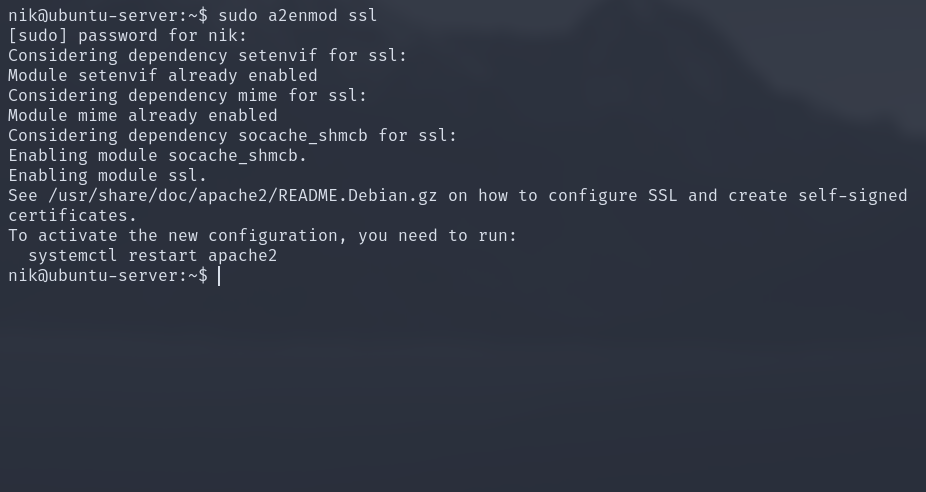 nik@ubuntu-server:~$ sudo a2enmod ssl
[sudo] password for nik:
Considering dependency setenvif for ssl:
Module setenvif already enabled
Considering dependency mime for ssl:
Module mime already enabled
Considering dependency socache_shmcb for ssl:
Enabling module socache_shmcb.
Enabling module ssl.
See /usr/share/doc/apache2/README.Debian.gz on how to configure SSL and create self-signed
certificates.
To activate the new configuration, you need to run:
  systemctl restart apache2
nik@ubuntu-server:~$